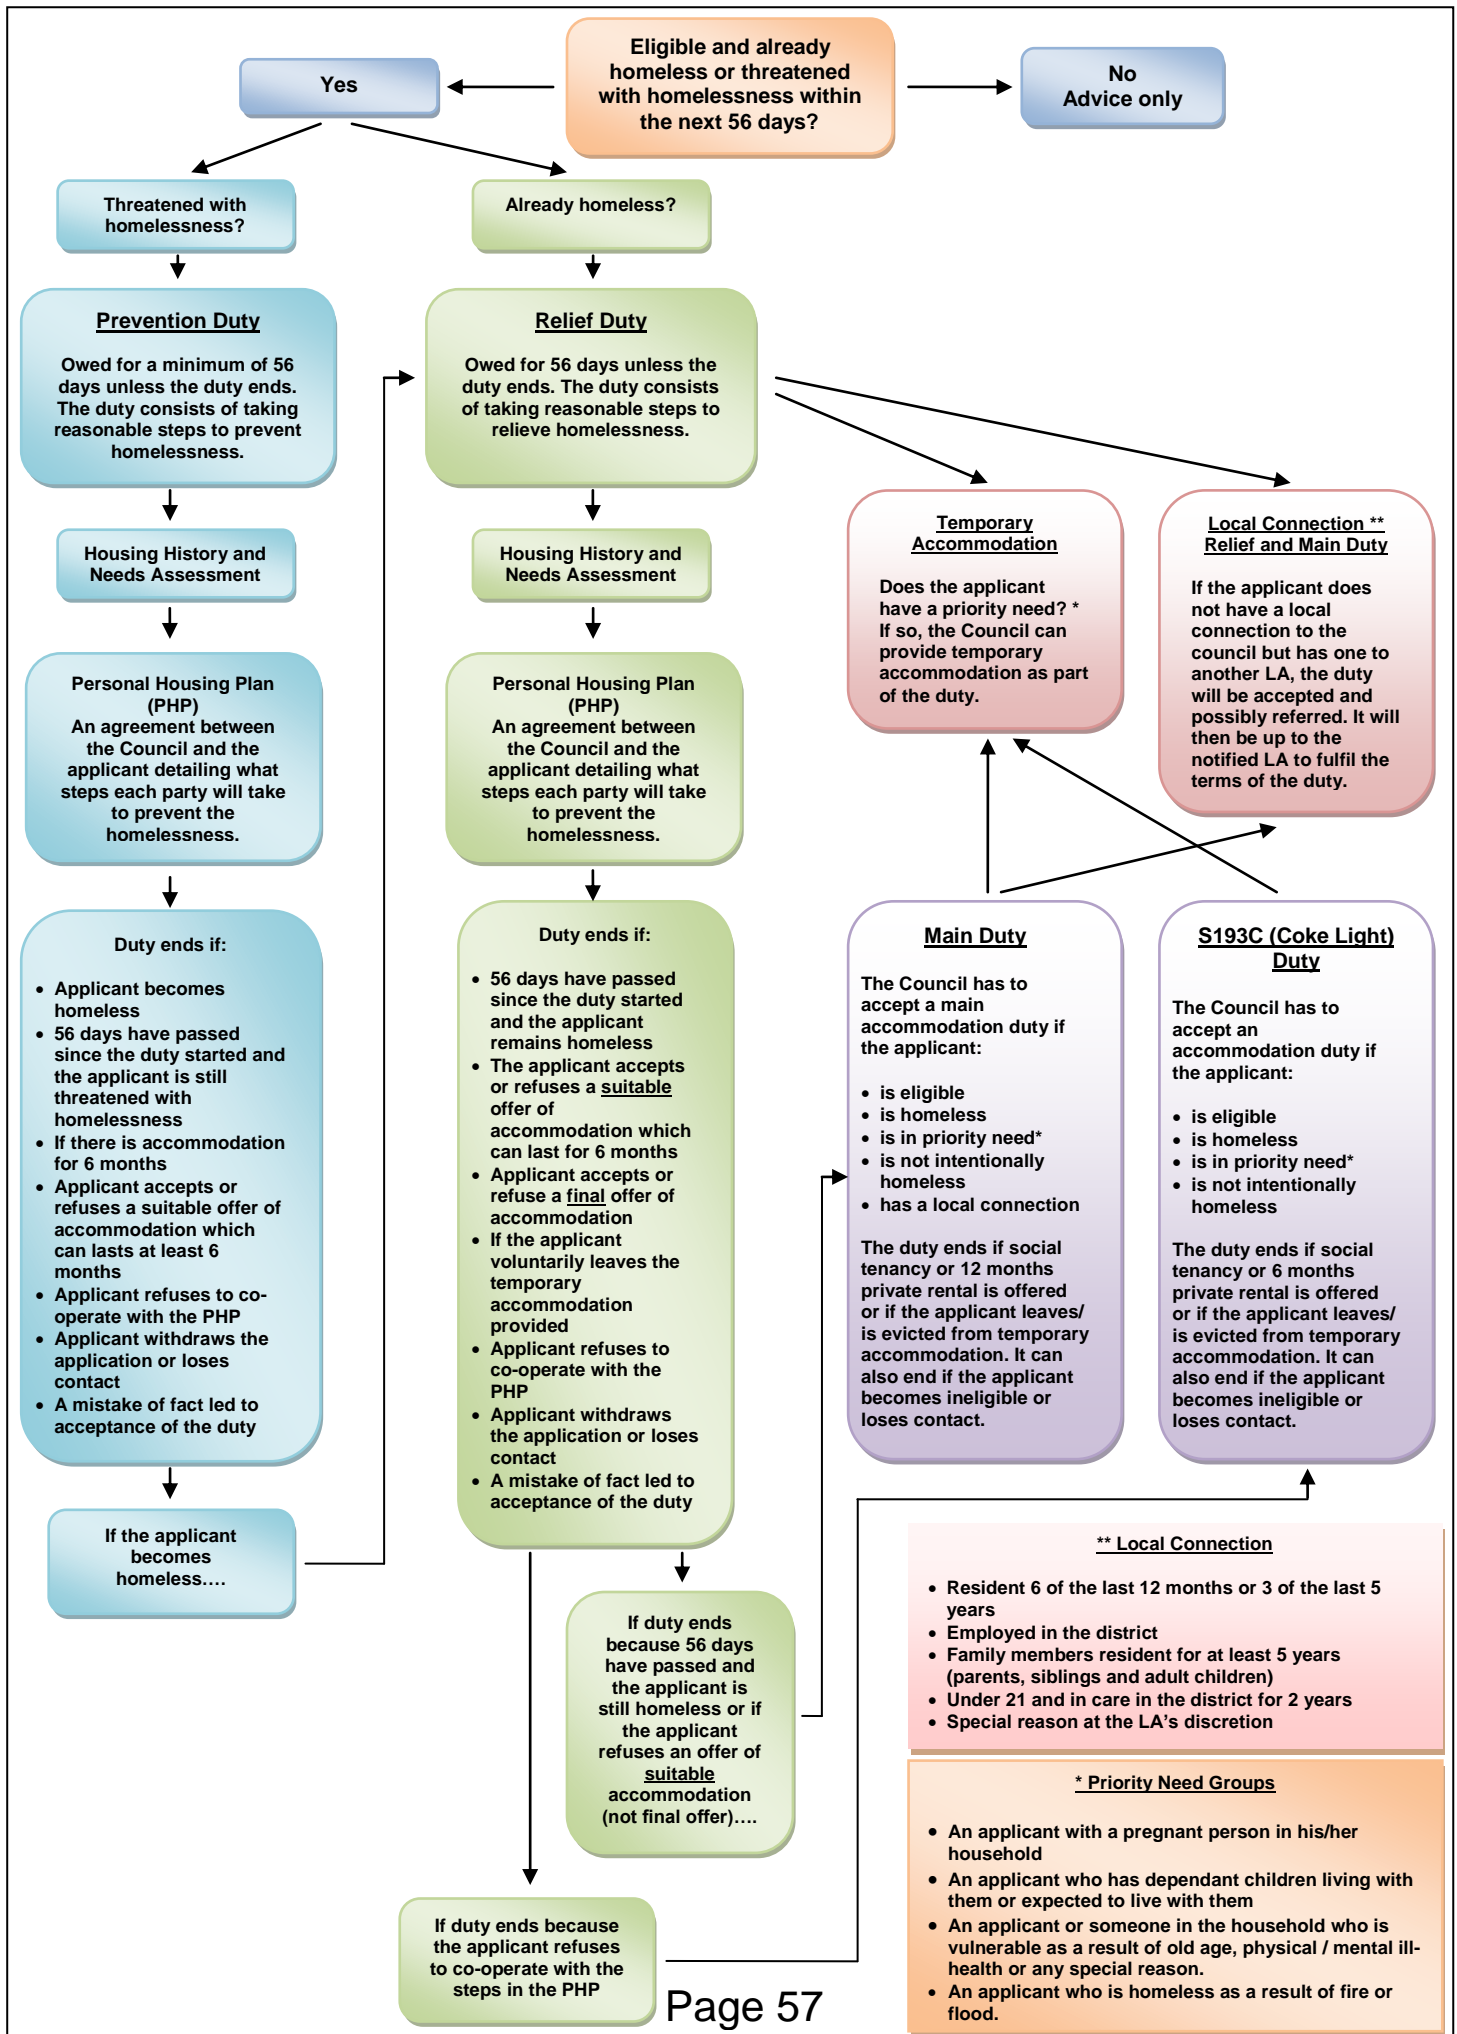 Eligible and already
homeless or threatened
with homelessness within
the next 56 days?
Yes
No
Advice only
Threatened with
homelessness?
Already homeless?
Prevention Duty
Owed for a minimum of 56
days unless the duty ends.
The duty consists of taking
reasonable steps to prevent
homelessness.
Relief Duty
Owed for 56 days unless the
duty ends. The duty consists
of taking reasonable steps to
relieve homelessness.
Housing History and
Needs Assessment
Housing History and
Needs Assessment
Temporary
Accommodation
Does the applicant
have a priority need? *
If so, the Council can
provide temporary
accommodation as part
of the duty.
Local Connection **
Relief and Main Duty
If the applicant does
not have a local
connection to the
council but has one to
another LA, the duty
will be accepted and
possibly referred. It will
then be up to the
notified LA to fulfil the
terms of the duty.
Personal Housing Plan
(PHP)
An agreement between
the Council and the
applicant detailing what
steps each party will take
to prevent the
homelessness.
Personal Housing Plan
(PHP)
An agreement between
the Council and the
applicant detailing what
steps each party will take
to prevent the
homelessness.
Duty ends if:
• Applicant becomes
homeless
• 56 days have passed
since the duty started and
the applicant is still
threatened with
homelessness
• If there is accommodation
for 6 months
• Applicant accepts or
refuses a suitable offer of
accommodation which
can lasts at least 6
months
• Applicant refuses to co-
operate with the PHP
• Applicant withdraws the
application or loses
contact
• A mistake of fact led to
acceptance of the duty
Duty ends if:
• 56 days have passed
since the duty started
and the applicant
remains homeless
• The applicant accepts
or refuses a suitable
offer of
accommodation which
can last for 6 months
• Applicant accepts or
refuse a final offer of
accommodation
• If the applicant
voluntarily leaves the
temporary
accommodation
provided
• Applicant refuses to
co-operate with the
PHP
• Applicant withdraws
the application or loses
contact
• A mistake of fact led to
acceptance of the duty
Main Duty
The Council has to
accept a main
accommodation duty if
the applicant:
• is eligible
• is homeless
• is in priority need*
• is not intentionally
homeless
• has a local connection
The duty ends if social
tenancy or 12 months
private rental is offered
or if the applicant leaves/
is evicted from temporary
accommodation. It can
also end if the applicant
becomes ineligible or
loses contact.
S193C (Coke Light)
Duty
The Council has to
accept an
accommodation duty if
the applicant:
• is eligible
• is homeless
• is in priority need*
• is not intentionally
homeless
The duty ends if social
tenancy or 6 months
private rental is offered
or if the applicant leaves/
is evicted from temporary
accommodation. It can
also end if the applicant
becomes ineligible or
loses contact.
If the applicant
becomes
homeless….
If duty ends
because 56 days
have passed and
the applicant is
still homeless or if
the applicant
refuses an offer of
suitable
accommodation
(not final offer)….
If duty ends because
the applicant refuses
to co-operate with the
steps in the PHP
** Local Connection
• Resident 6 of the last 12 months or 3 of the last 5
years
• Employed in the district
• Family members resident for at least 5 years
(parents, siblings and adult children)
• Under 21 and in care in the district for 2 years
• Special reason at the LA’s discretion
* Priority Need Groups
• An applicant with a pregnant person in his/her
household
• An applicant who has dependant children living with
them or expected to live with them
• An applicant or someone in the household who is
vulnerable as a result of old age, physical / mental ill-
health or any special reason.
• An applicant who is homeless as a result of fire or
flood.
Page 57